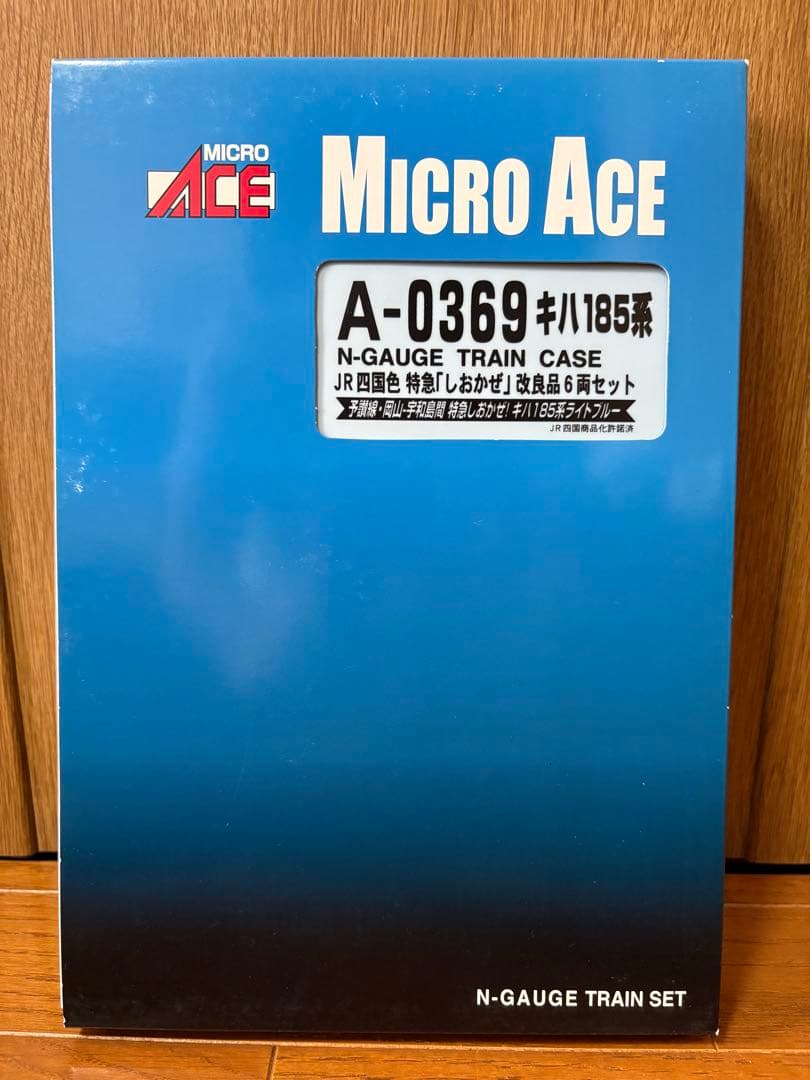 MICRO
ACE
MICRO ACE
A-0369 キハ185系
N-GAUGE TRAIN CASE
JR四国色 特急「しおかぜ」改良品6両セット
予讃線・岡山-宇和島間 特急しおかぜ! キハ185系ライトブルー
JR四国商品化許諾済
N-GAUGE TRAIN SET